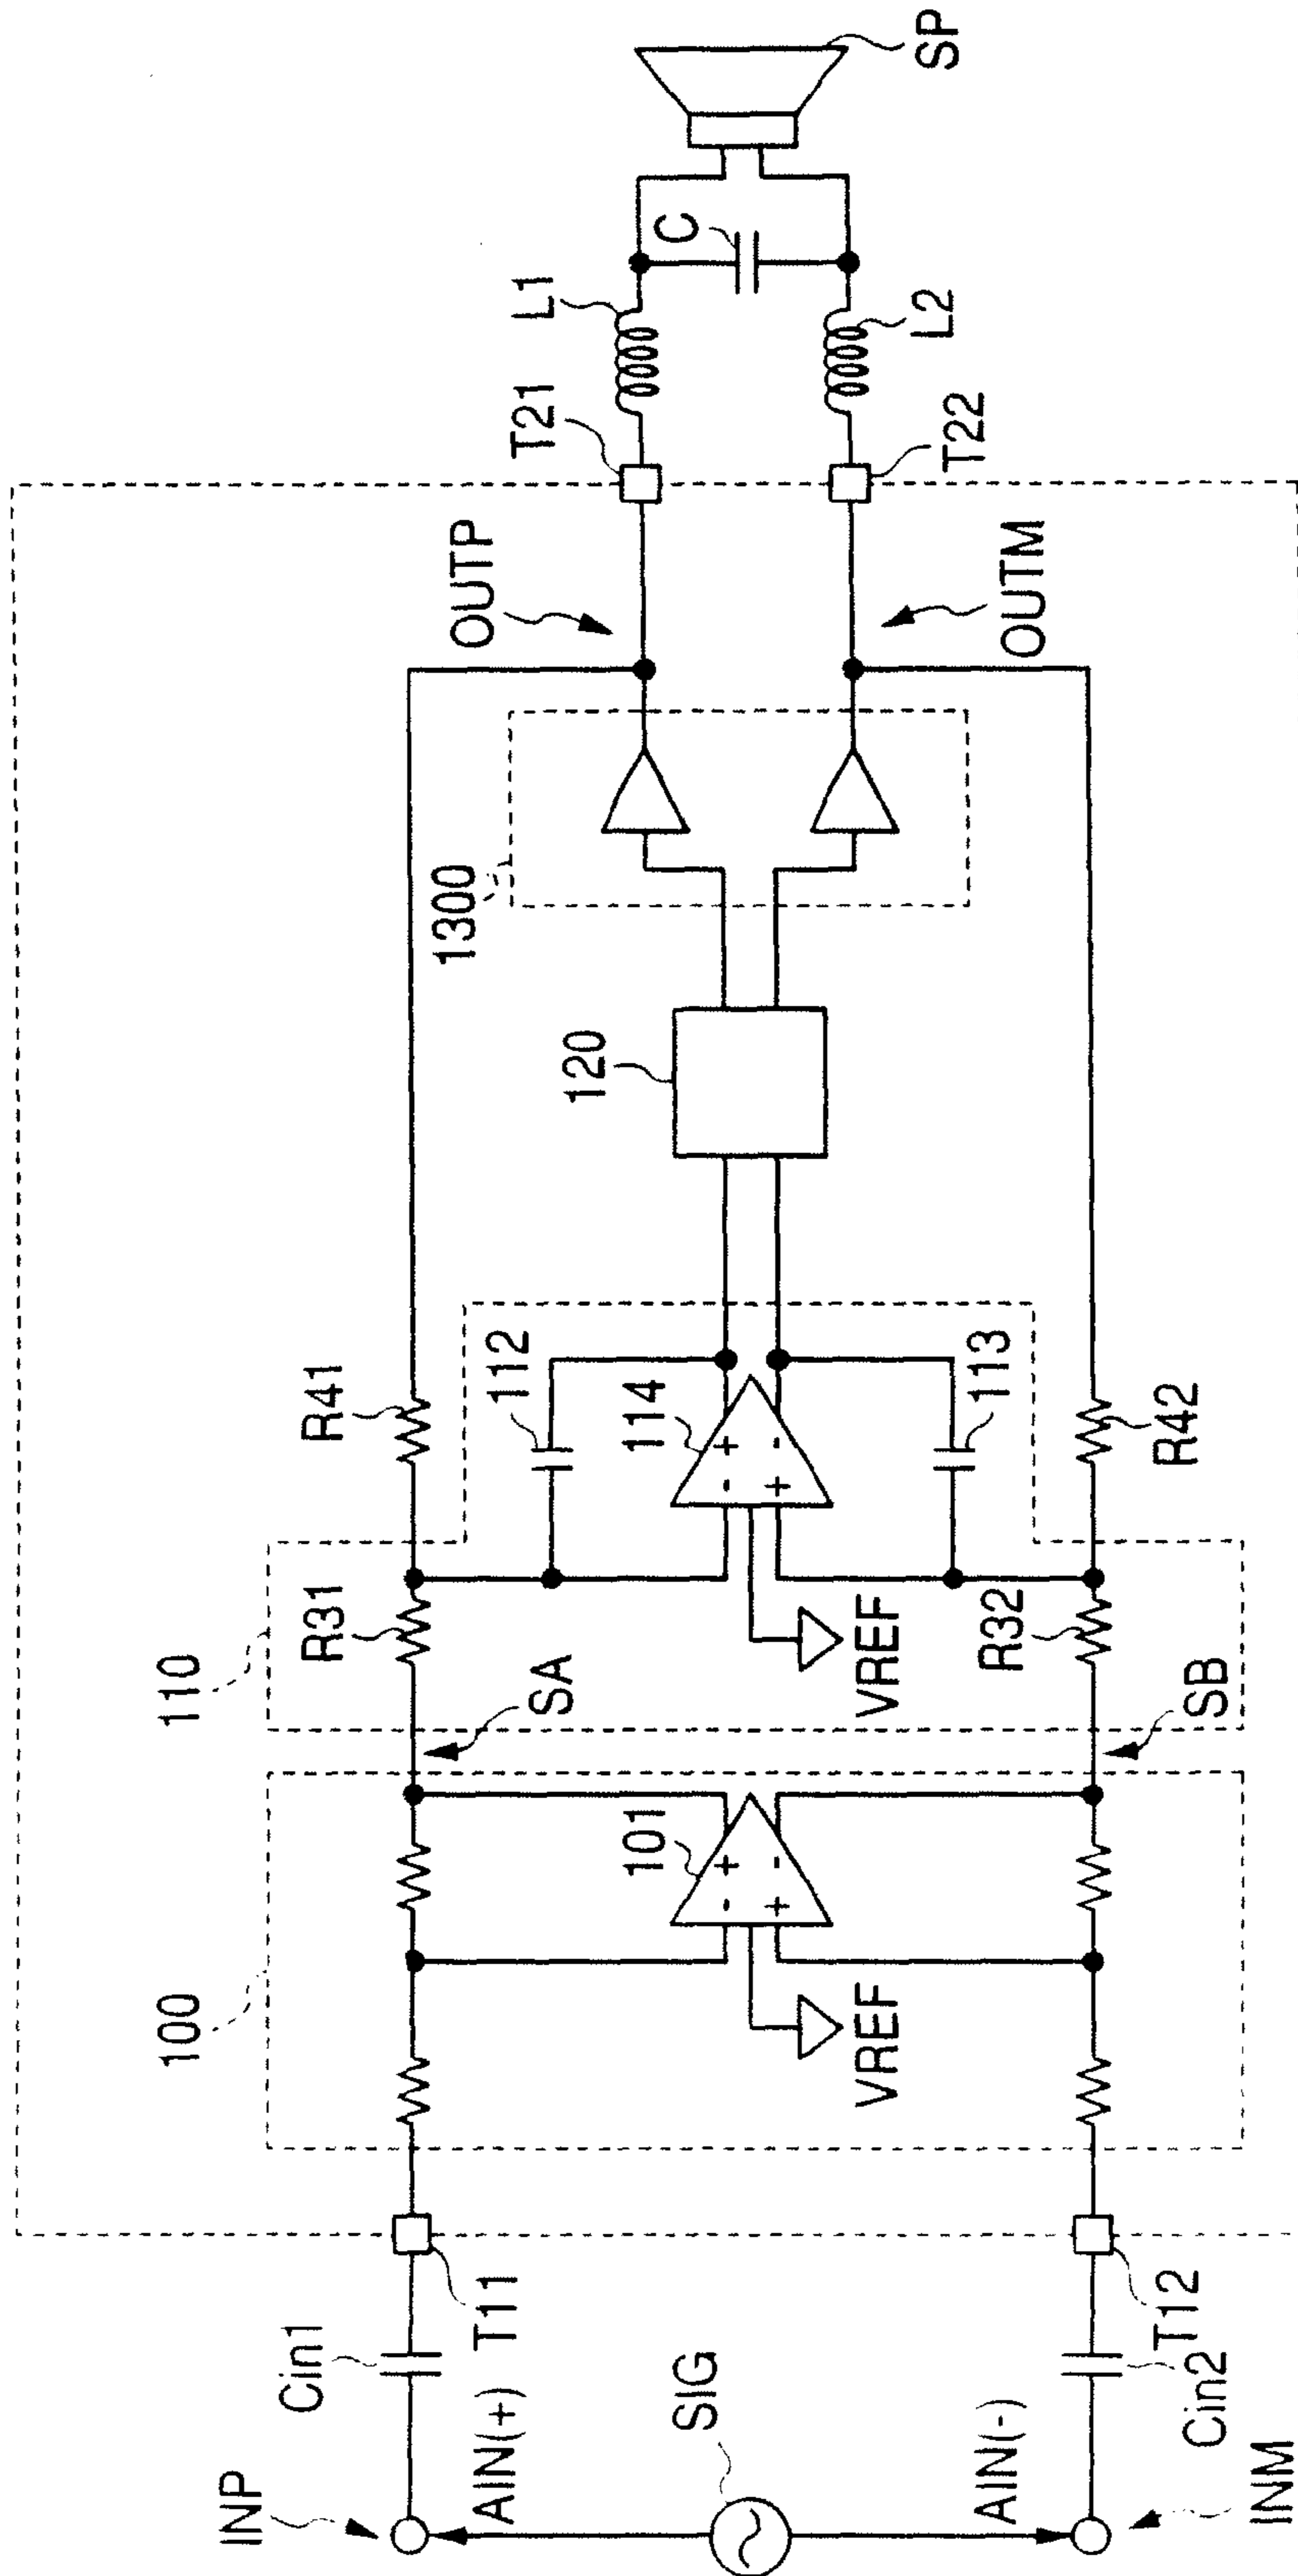 INP
INM
AIN(+)
AIN(-)
SIG
Cin1
Cin2
T11
T12
100
101
VREF
SA
SB
110
R31
R32
VREF
112
113
114
R41
R42
120
1300
OUTP
OUTM
T21
T22
L1
L2
C
SP
+
-
-
+
+
-
-
+